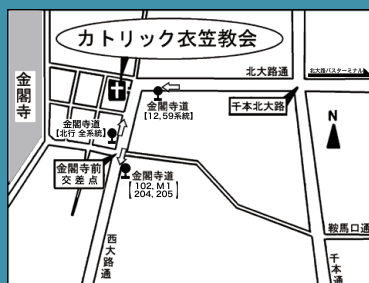 カトリック衣笠教会
金閣寺
北大路通
北大路バスターミナル
金閣寺道
【12,59系統】
千本北大路
金閣寺道
【北行 全系統】
N
金閣寺前
交差点
金閣寺道
【102, M1
204, 205】
鞍馬口通
西大路通
千本通